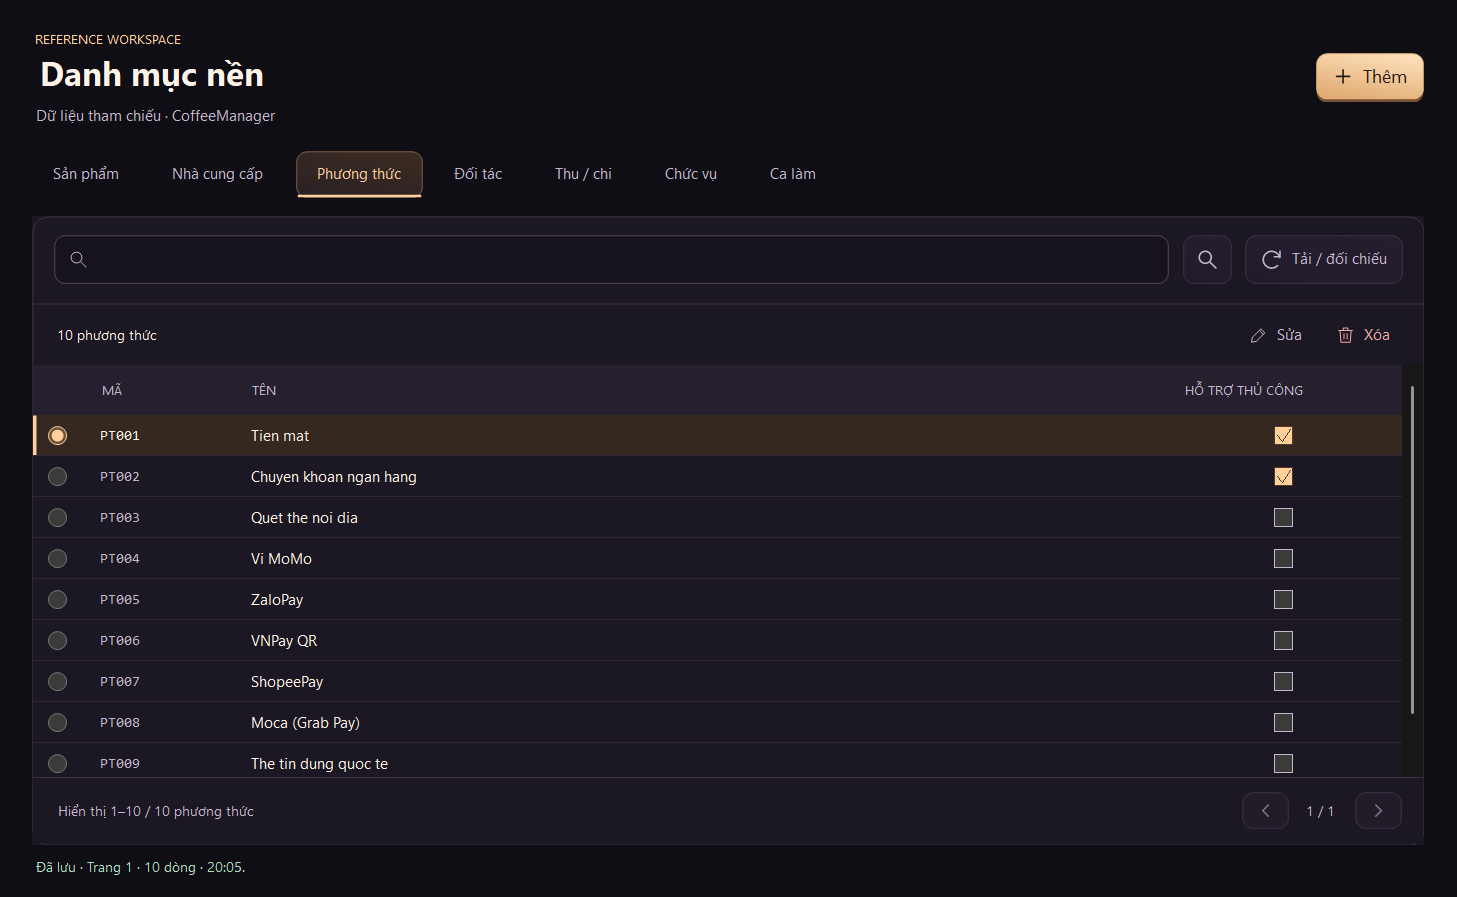 REFERENCE WORKSPACE
Danh mục nền
Thêm
Dữ liệu tham chiếu · CoffeeManager
Sản phẩm Nhà cung cấp Phương thức Đối tác Thu / chi Chức vụ Ca làm
Tải / đối chiếu
10 phương thức Sửa Xóa
MÃ TÊN HỖ TRỢ THỦ CÔNG
PT001 Tien mat
PT002 Chuyen khoan ngan hang
PT003 Quet the noi dia
PT004 Vi MoMo
PT005 ZaloPay
PT006 VNPay QR
PT007 ShopeePay
PT008 Moca (Grab Pay)
PT009 The tin dung quoc te
Hiển thị 1–10 / 10 phương thức 1 / 1
Đã lưu · Trang 1 · 10 dòng · 20:05.